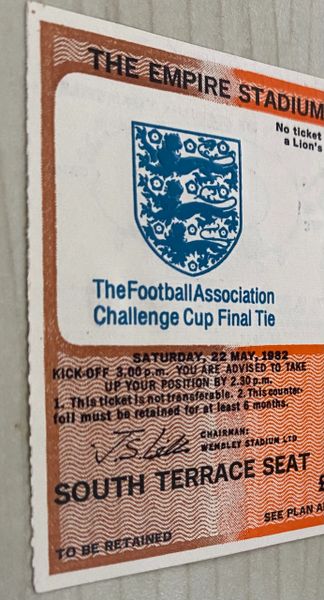 THE EMPIRE STADIUM
No ticket
a Lion's
The Football Association
Challenge Cup Final Tie
SATURDAY, 22 MAY, 1982
KICK-OFF 3.00 p.m. YOU ARE ADVISED TO TAKE
UP YOUR POSITION BY 2.30 p.m.
1. This ticket is not transferable. 2. This counter-
foil must be retained for at least 6 months.
CHAIRMAN:
WEMBLEY STADIUM LTD
SOUTH TERRACE SEAT
£
SEE PLAN A
TO BE RETAINED